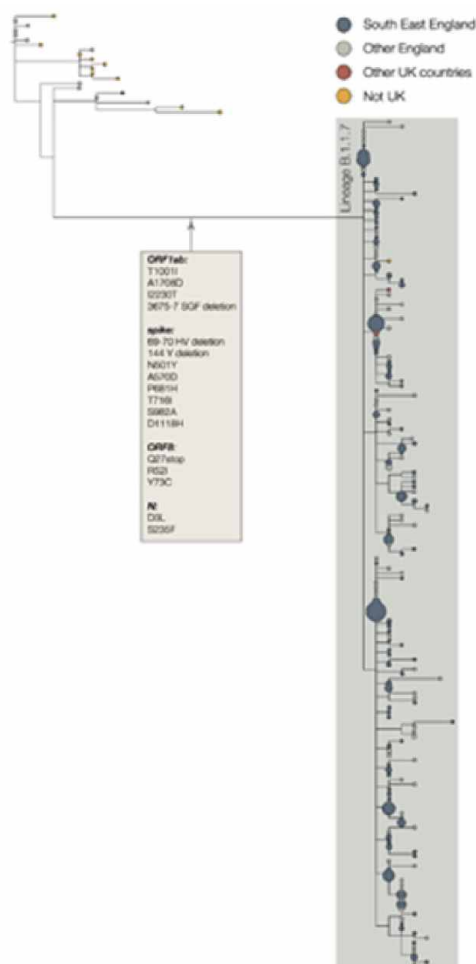 South East England
Other England
Other UK countries
Not UK
Lineage B.1.1.7
ORF1ab:
T1001I
A1708D
I2230T
3675-7 SGF deletion
spike:
69-70 HV deletion
144 Y deletion
N501Y
A570D
P681H
T716I
S982A
D1118H
ORF8:
Q27stop
R52I
Y73C
N:
D3L
S235F